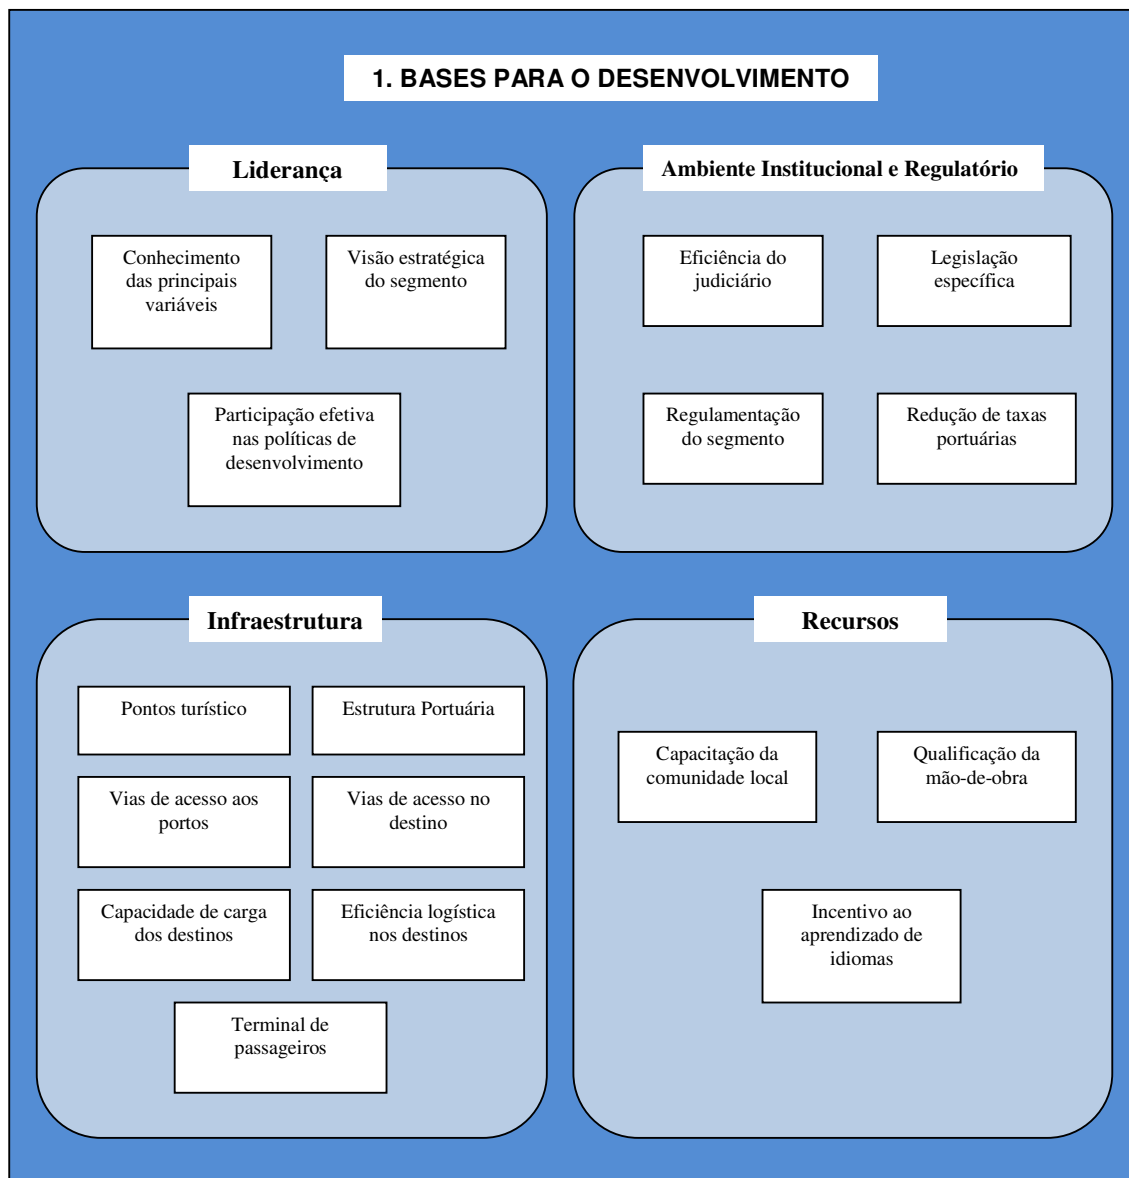 1. BASES PARA O DESENVOLVIMENTO
Liderança
Conhecimento
das principais
variáveis
Visão estratégica
do segmento
Participação efetiva
nas políticas de
desenvolvimento
Ambiente Institucional e Regulatório
Eficiência do
judiciário
Legislação
específica
Regulamentação
do segmento
Redução de taxas
portuárias
Infraestrutura
Pontos turístico
Estrutura Portuária
Vias de acesso aos
portos
Vias de acesso no
destino
Capacidade de carga
dos destinos
Eficiência logística
nos destinos
Terminal de
passageiros
Recursos
Capacitação da
comunidade local
Qualificação da
mão-de-obra
Incentivo ao
aprendizado de
idiomas